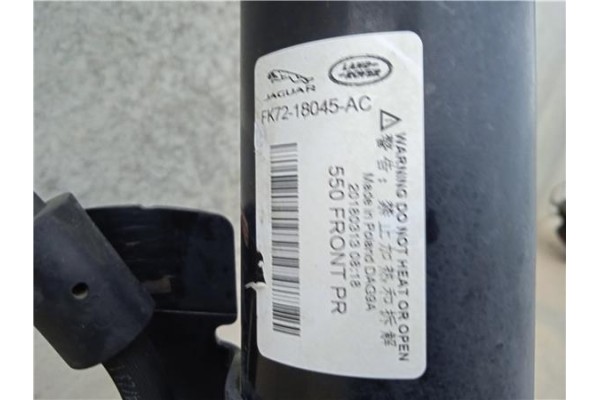 JAGUAR
LAND-
-ROVER
FK72-18045-AC
WARNING DO NOT HEAT OR OPEN
警告：禁止加热和拆解
Made in Poland DAG9A
20180313 08:18
550 FRONT PR